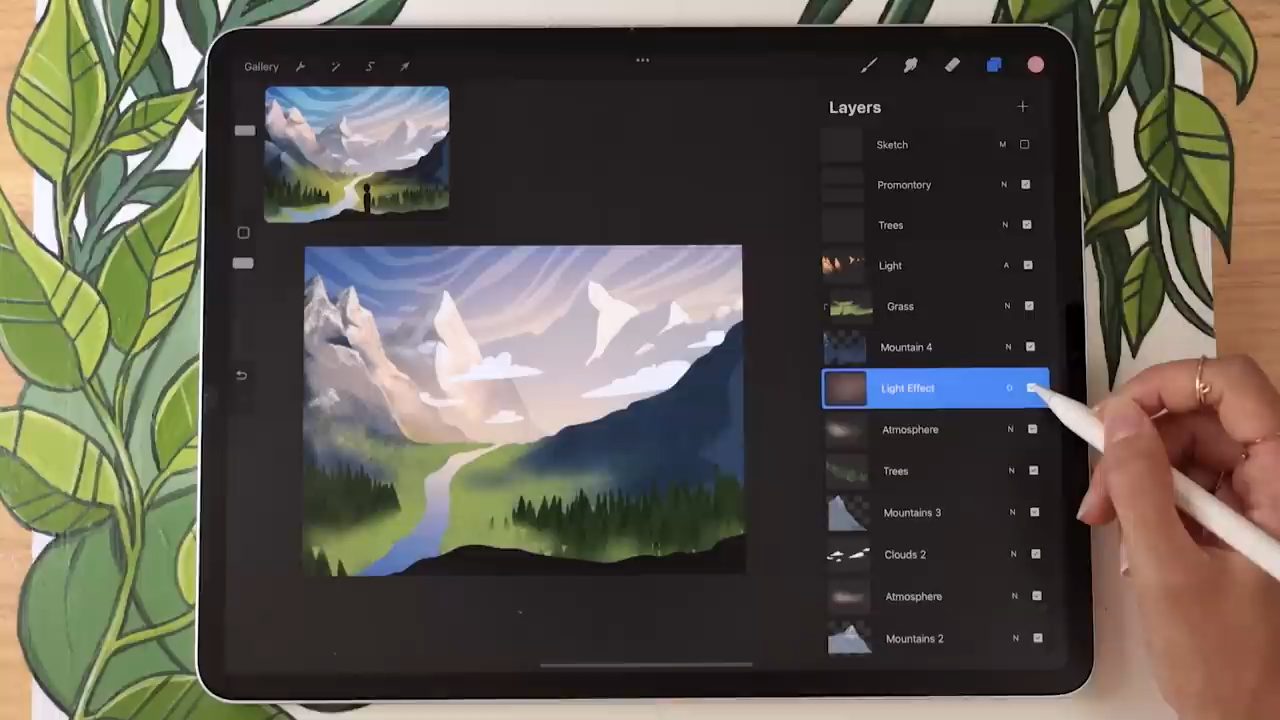 Gallery
Layers
Sketch M
Promontory N
Trees N
Light A
Grass N
Mountain 4 N
Light Effect O
Atmosphere N
Trees N
Mountains 3 N
Clouds 2 N
Atmosphere N
Mountains 2 N